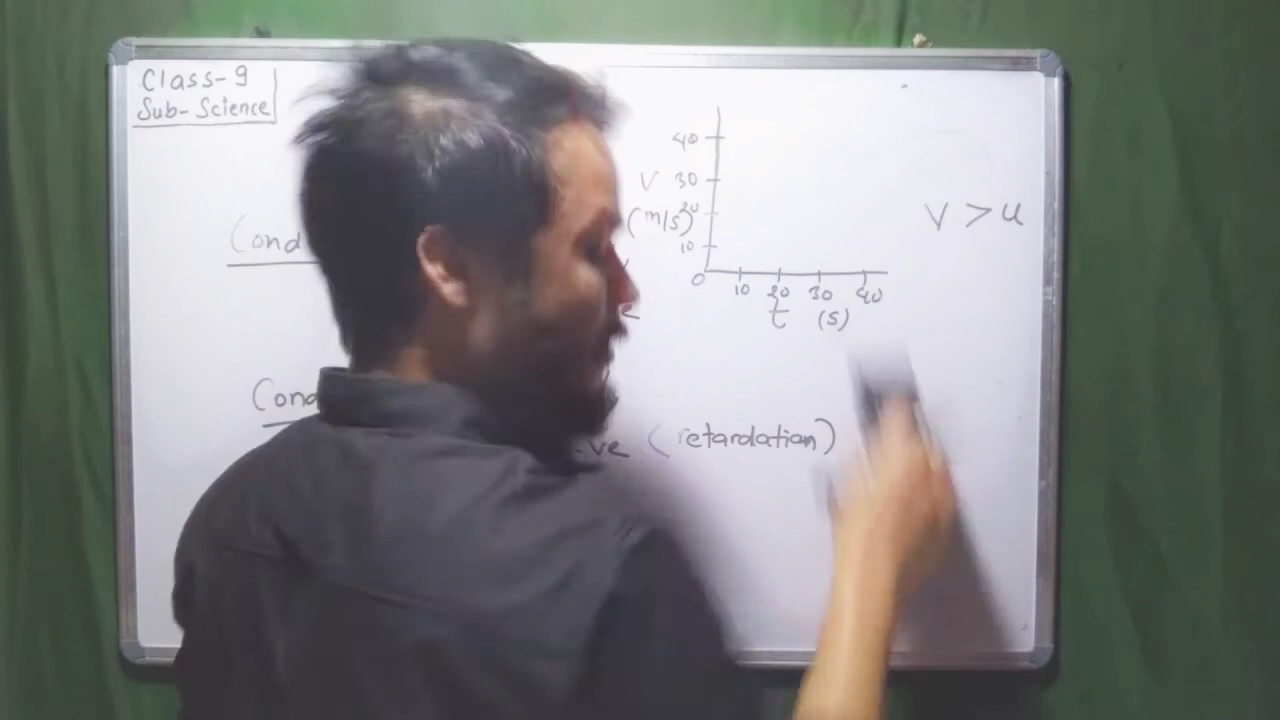 Class-9
Sub-Science
40
V 30
(m/s) 20
10
0
10 20 30 40
t (s)
V > u
Cond
Cond
ve (retardation)